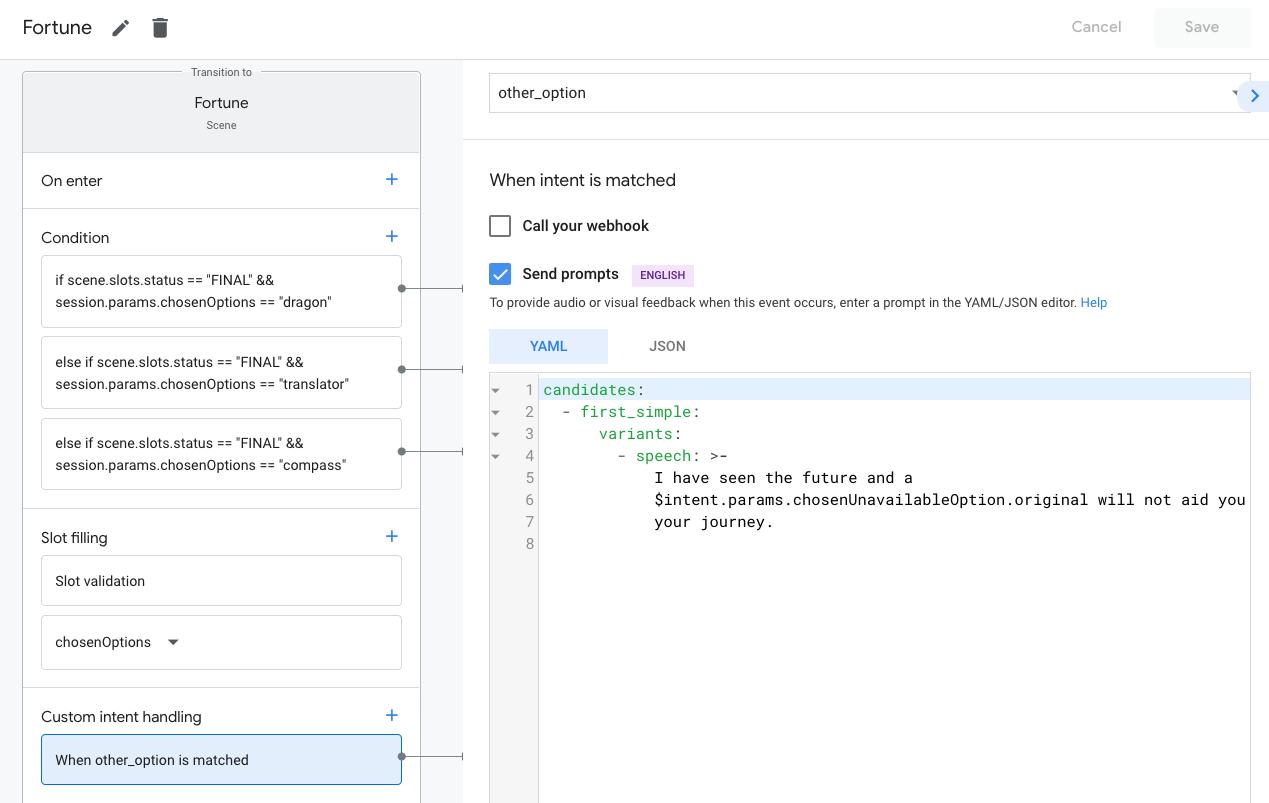 Fortune
Cancel
Save
Transition to
Fortune
Scene
On enter
Condition
if scene.slots.status == "FINAL" &&
session.params.chosenOptions == "dragon"
else if scene.slots.status == "FINAL" &&
session.params.chosenOptions == "translator"
else if scene.slots.status == "FINAL" &&
session.params.chosenOptions == "compass"
Slot filling
Slot validation
chosenOptions
Custom intent handling
When other_option is matched
other_option
When intent is matched
Call your webhook
Send prompts ENGLISH
To provide audio or visual feedback when this event occurs, enter a prompt in the YAML/JSON editor. Help
YAML JSON
1 candidates:
2 - first_simple:
3 variants:
4 - speech: >-
5 I have seen the future and a
6 $intent.params.chosenUnavailableOption.original will not aid you
7 your journey.
8